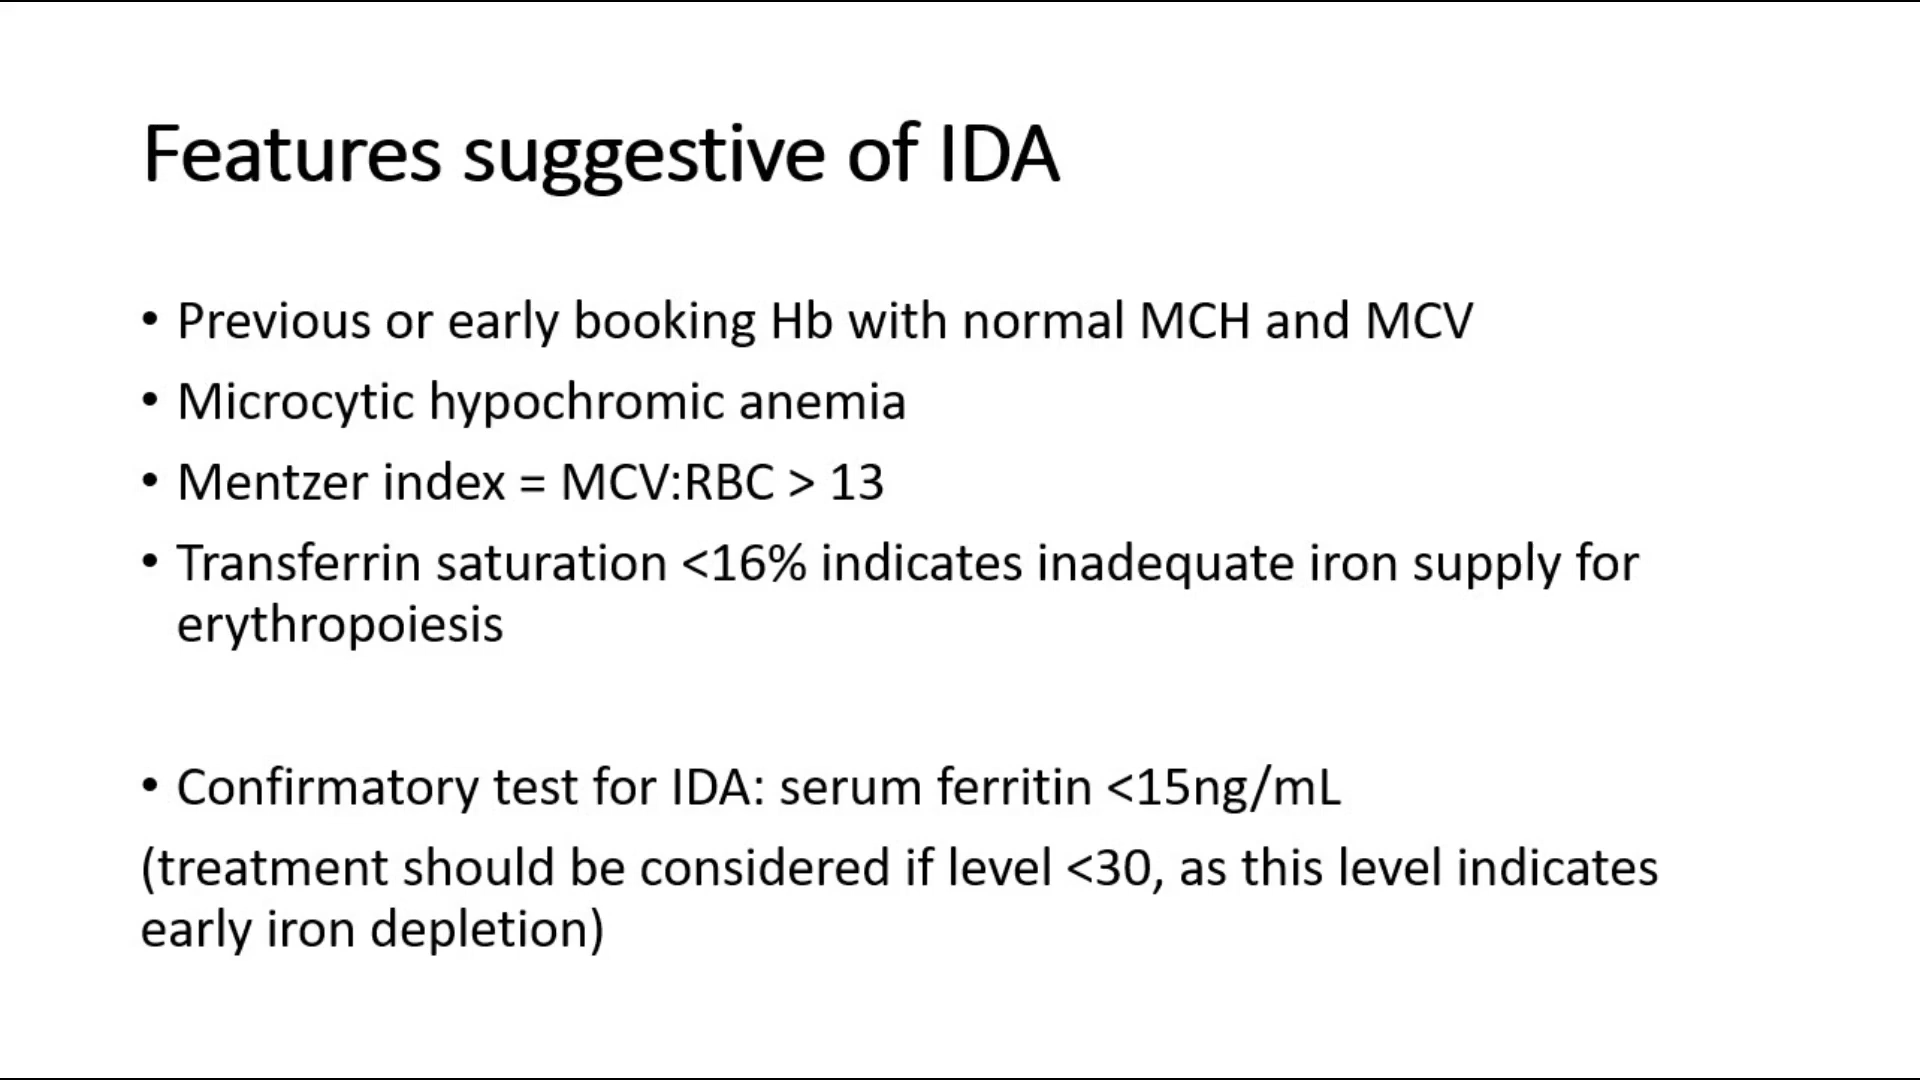 Features suggestive of IDA
• Previous or early booking Hb with normal MCH and MCV
• Microcytic hypochromic anemia
• Mentzer index = MCV:RBC > 13
• Transferrin saturation <16% indicates inadequate iron supply for
erythropoiesis
• Confirmatory test for IDA: serum ferritin <15ng/mL
(treatment should be considered if level <30, as this level indicates
early iron depletion)